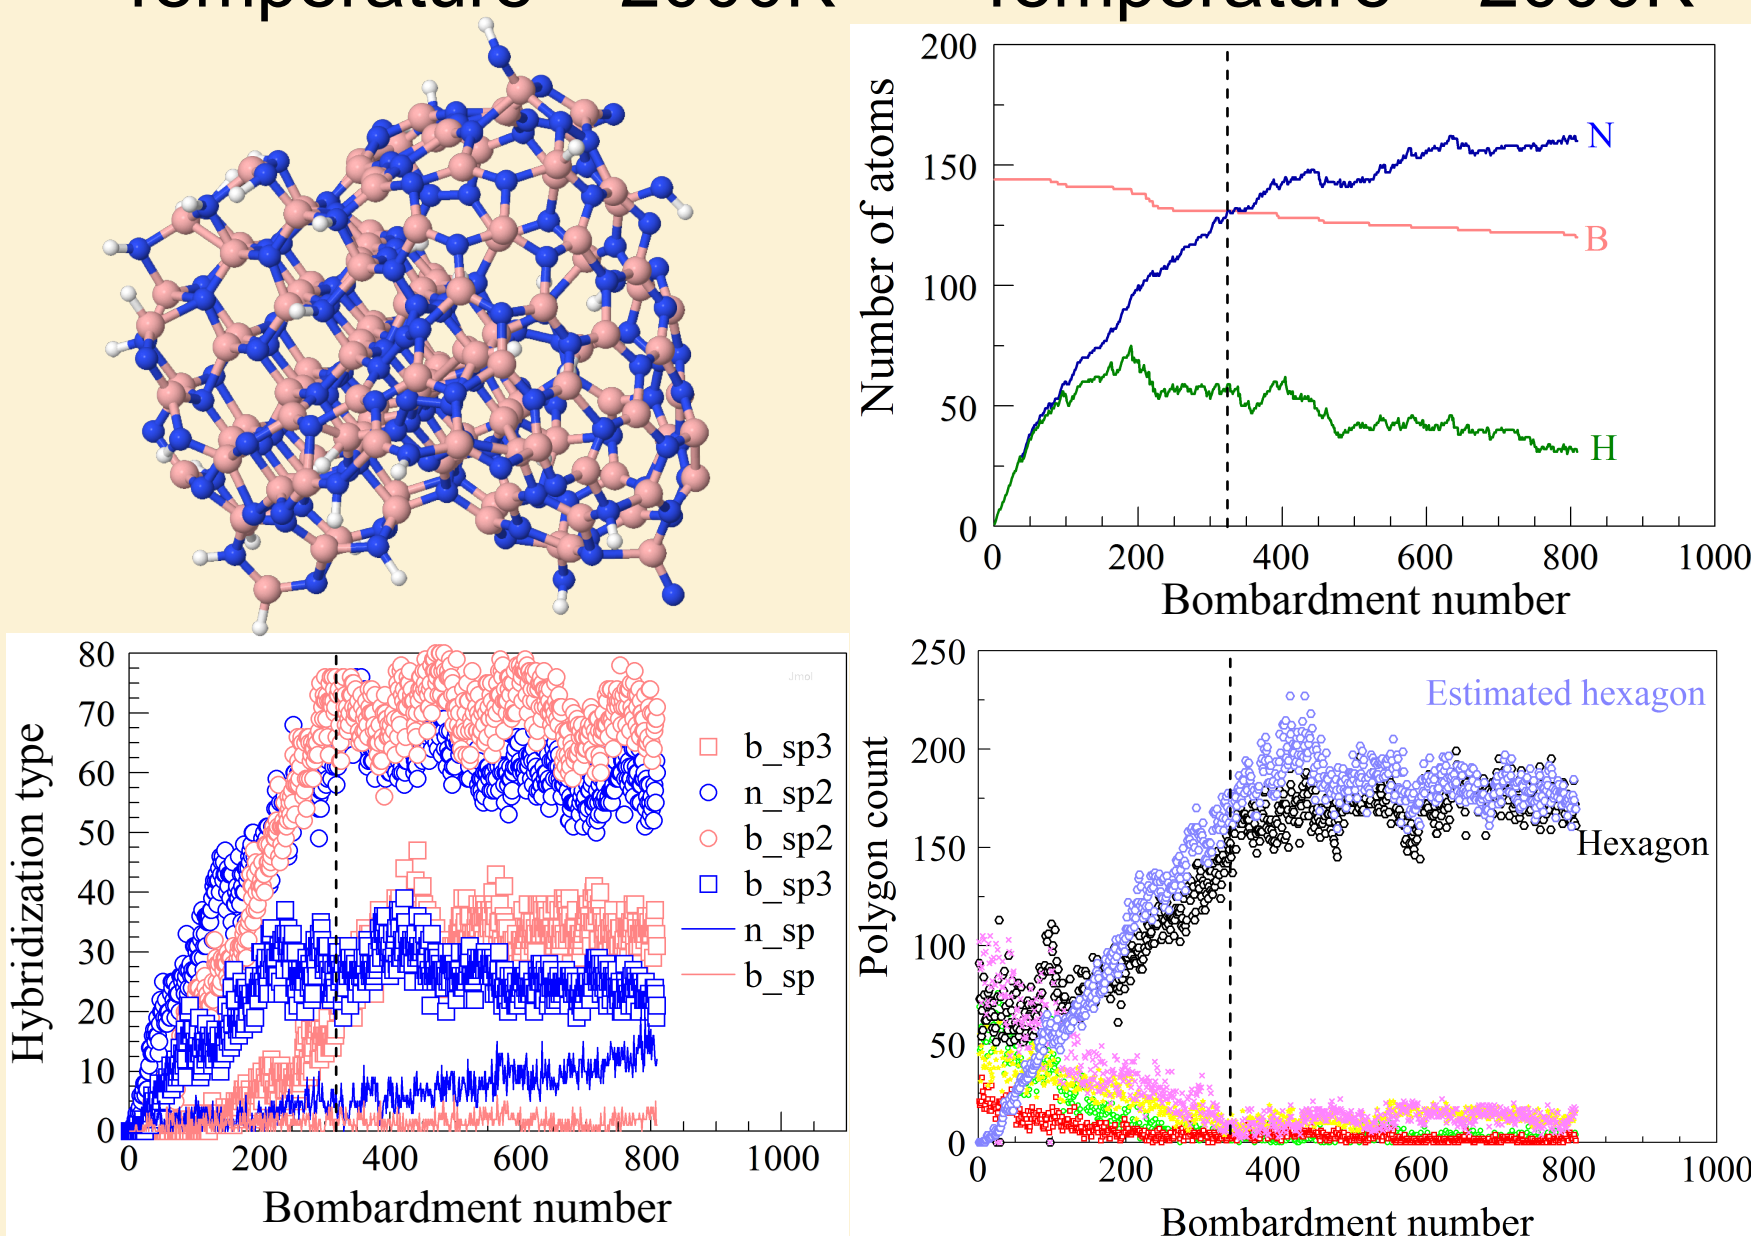 Temperature 2000K
Temperature 2000K
200
150
100
50
0
Number of atoms
N
B
H
0 200 400 600 800 1000
Bombardment number
80
70
60
50
40
30
20
10
0
Hybridization type
Jmol
b_sp3
n_sp2
b_sp2
b_sp3
n_sp
b_sp
0 200 400 600 800 1000
Bombardment number
250
200
150
100
50
0
Polygon count
Estimated hexagon
Hexagon
0 200 400 600 800 1000
Bombardment number